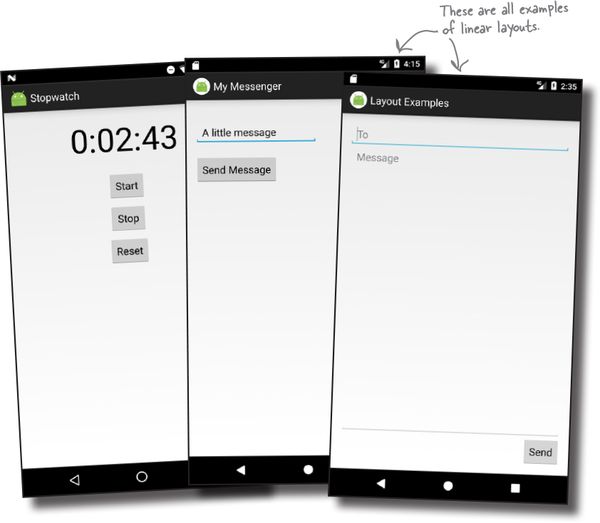 These are all examples
of linear layouts.
Stopwatch
0:02:43
Start
Stop
Reset
4:15
My Messenger
A little message
Send Message
2:35
Layout Examples
To
Message
Send